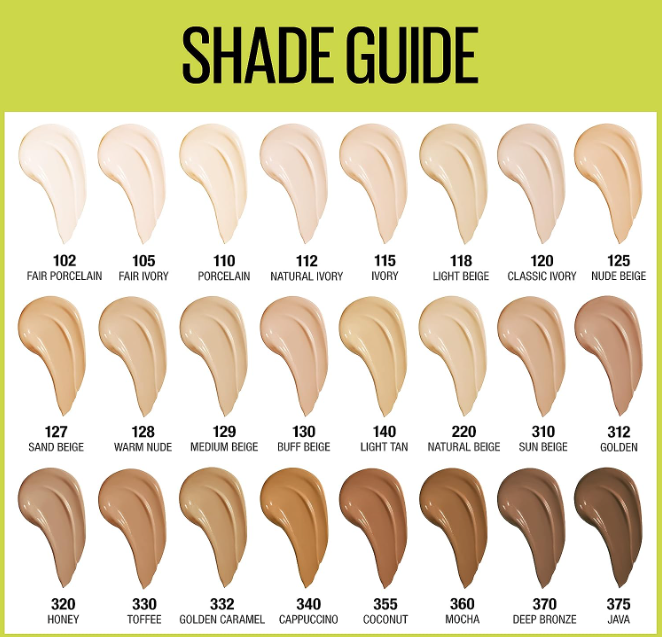 SHADE GUIDE
102 105 110 112 115 118 120 125
FAIR PORCELAIN FAIR IVORY PORCELAIN NATURAL IVORY IVORY LIGHT BEIGE CLASSIC IVORY NUDE BEIGE
127 128 129 130 140 220 310 312
SAND BEIGE WARM NUDE MEDIUM BEIGE BUFF BEIGE LIGHT TAN NATURAL BEIGE SUN BEIGE GOLDEN
320 330 332 340 355 360 370 375
HONEY TOFFEE GOLDEN CARAMEL CAPPUCCINO COCONUT MOCHA DEEP BRONZE JAVA